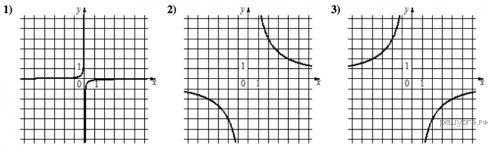 1) 2) 3)
y y y
1 1 1
0 1 x 0 1 x 0 1 x
решуогэ.рф